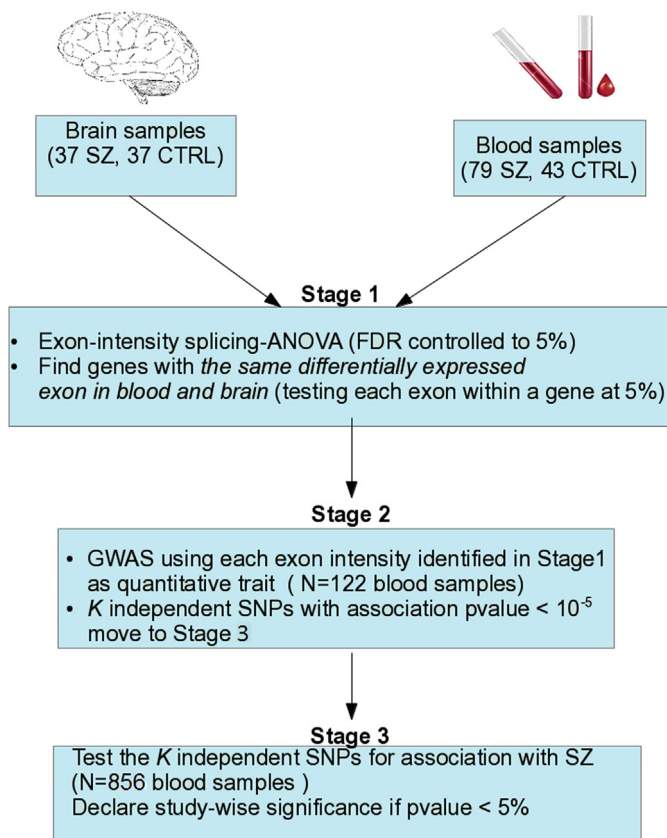 Brain samples
(37 SZ, 37 CTRL)
Blood samples
(79 SZ, 43 CTRL)
Stage 1
• Exon-intensity splicing-ANOVA (FDR controlled to 5%)
• Find genes with the same differentially expressed
exon in blood and brain (testing each exon within a gene at 5%)
Stage 2
• GWAS using each exon intensity identified in Stage1
as quantitative trait ( N=122 blood samples)
• K independent SNPs with association pvalue < 10⁻⁵
move to Stage 3
Stage 3
Test the K independent SNPs for association with SZ
(N=856 blood samples )
Declare study-wise significance if pvalue < 5%